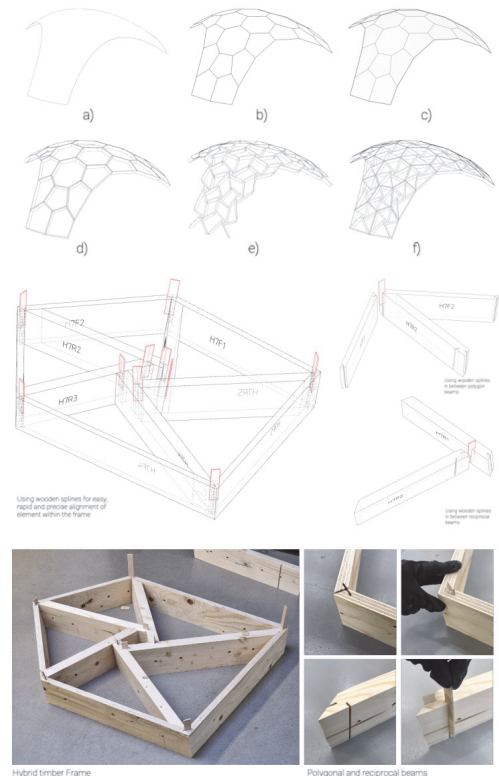 a)
b)
c)
d)
e)
f)
H7F2
H7R2
H7F1
H7R3
H7R5
H7F2
H7R2
Using wooden splines
in between polygon
beams
Using wooden splines for easy,
rapid and precise alignment of
element within the frame
Using wooden splines
in between reciprocal
beams
Hybrid timber Frame
Polygonal and reciprocal beams